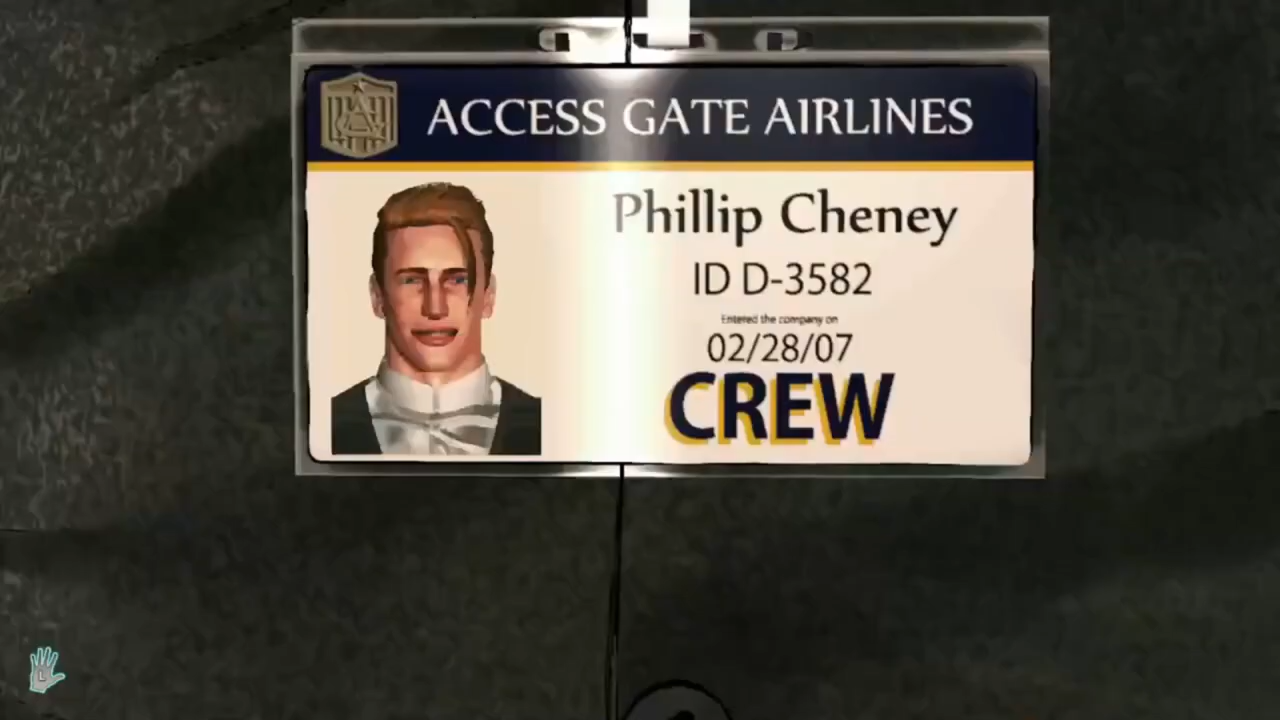 ACCESS GATE AIRLINES
Phillip Cheney
ID D-3582
Entered the company on
02/28/07
CREW
L